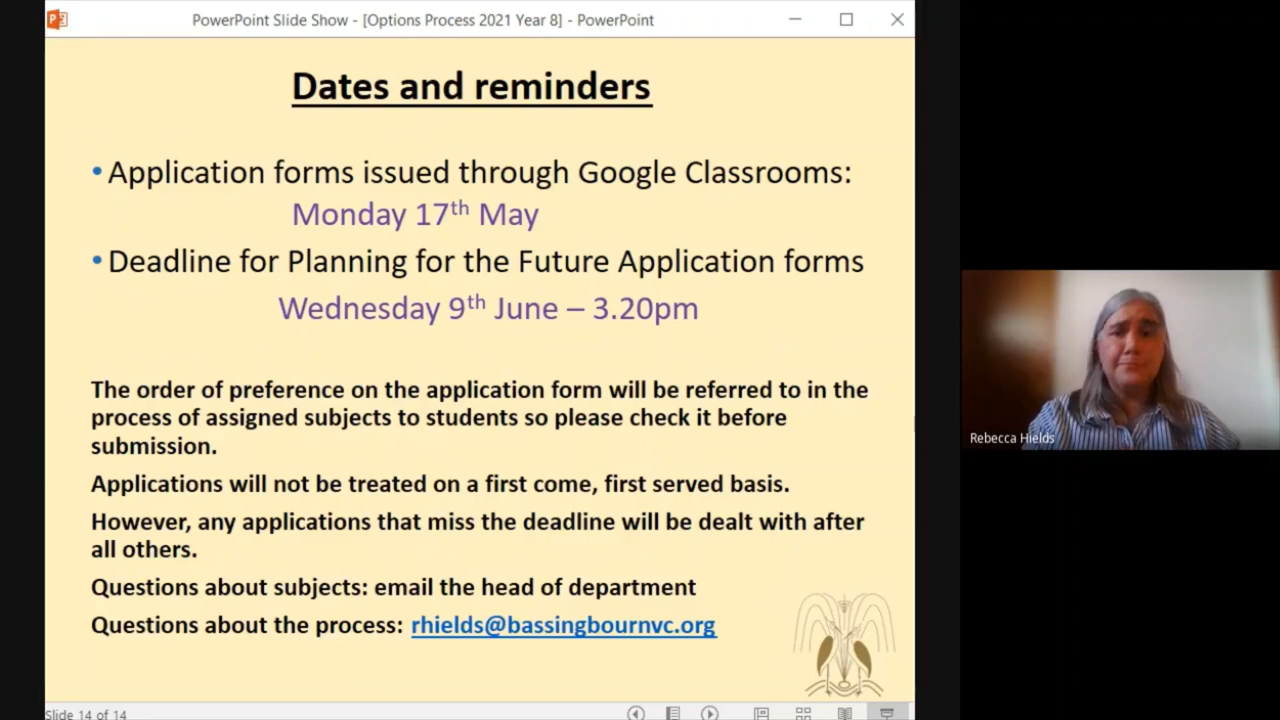 PowerPoint Slide Show - [Options Process 2021 Year 8] - PowerPoint
Dates and reminders
• Application forms issued through Google Classrooms:
Monday 17th May
• Deadline for Planning for the Future Application forms
Wednesday 9th June – 3.20pm
The order of preference on the application form will be referred to in the
process of assigned subjects to students so please check it before
submission.
Applications will not be treated on a first come, first served basis.
However, any applications that miss the deadline will be dealt with after
all others.
Questions about subjects: email the head of department
Questions about the process: rhields@bassingbournvc.org
Rebecca Hields
Slide 14 of 14